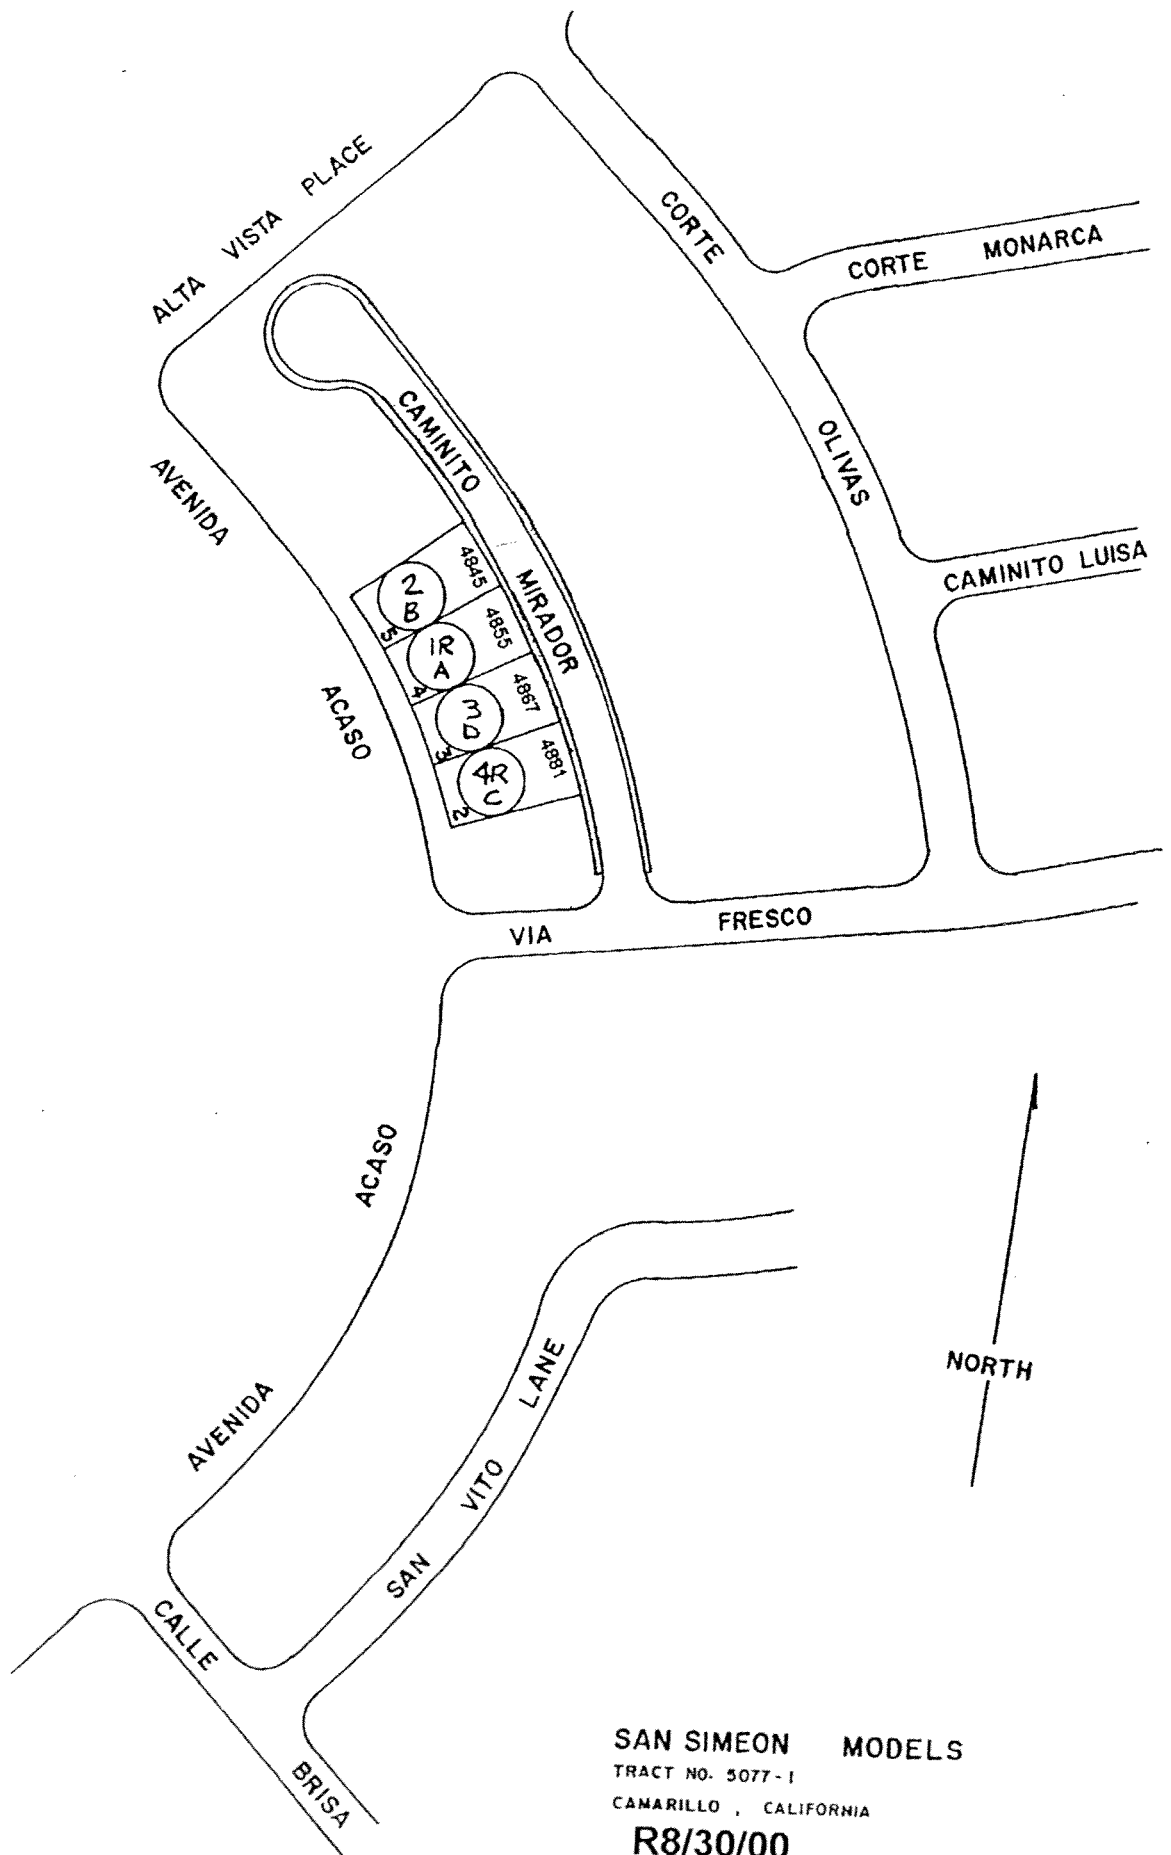 ALTA VISTA PLACE
CORTE OLIVAS
CORTE MONARCA
CAMINITO LUISA
AVENIDA ACASO
CAMINITO MIRADOR
4845
2
B
5
4855
1R
A
4
4867
3
D
3
4881
4R
C
2
VIA FRESCO
AVENIDA ACASO
SAN VITO LANE
NORTH
CALLE BRISA
SAN SIMEON MODELS
TRACT NO. 5077-1
CAMARILLO , CALIFORNIA
R8/30/00